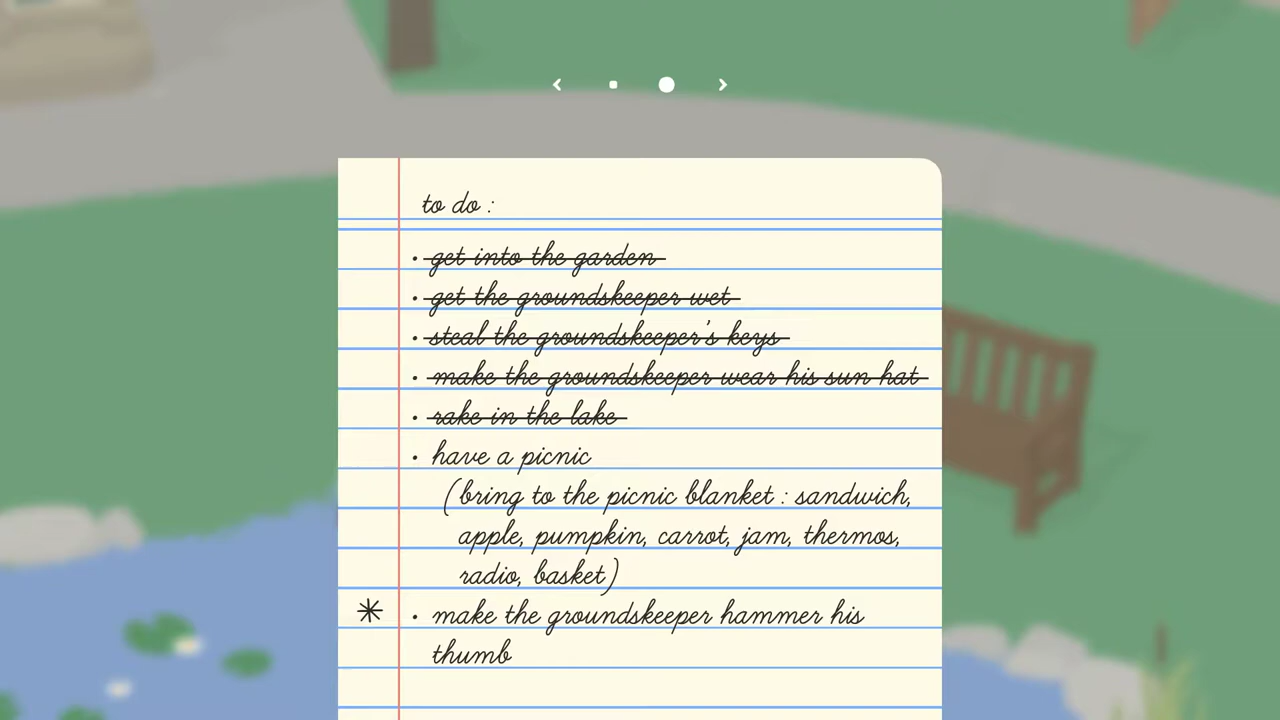 to do :
• get into the garden
• get the groundskeeper wet
• steal the groundskeeper's keys
• make the groundskeeper wear his sun hat
• rake in the lake
• have a picnic
(bring to the picnic blanket : sandwich,
apple, pumpkin, carrot, jam, thermos,
radio, basket)
• make the groundskeeper hammer his
thumb